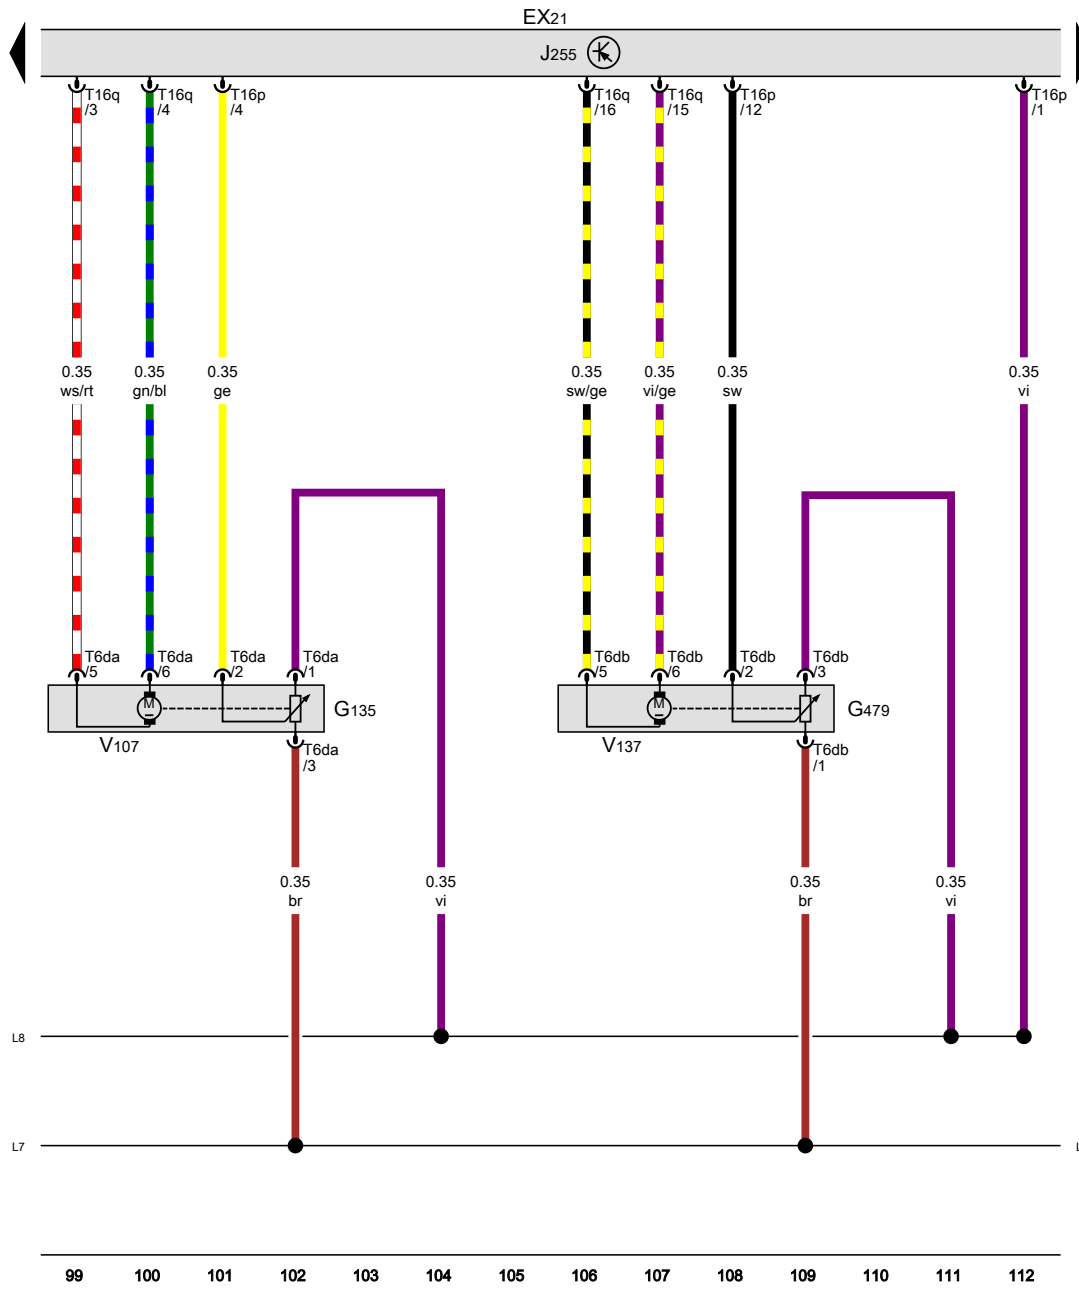 EX21
J255
T16q
/3
T16q
/4
T16p
/4
T16q
/16
T16q
/15
T16p
/12
T16p
/1
0.35
ws/rt
0.35
gn/bl
0.35
ge
0.35
sw/ge
0.35
vi/ge
0.35
sw
0.35
vi
T6da
/5
T6da
/6
T6da
/2
T6da
/1
T6db
/5
T6db
/6
T6db
/2
T6db
/3
M
G135
V107
T6da
/3
M
G479
V137
T6db
/1
0.35
br
0.35
vi
0.35
br
0.35
vi
L8
L7
L
99 100 101 102 103 104 105 106 107 108 109 110 111 112